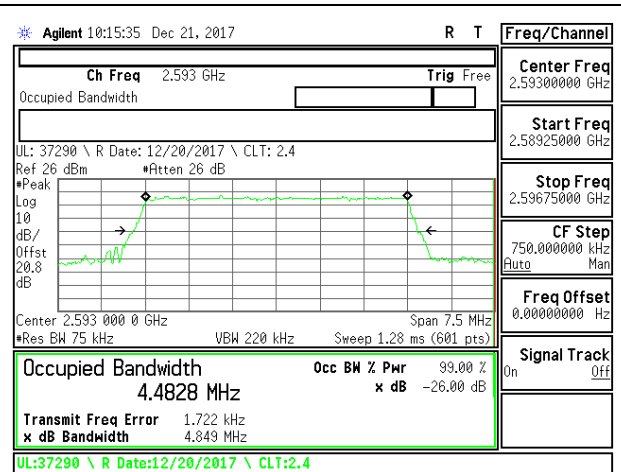 Agilent 10:15:35 Dec 21, 2017 R T
Freq/Channel
Ch Freq 2.593 GHz Trig Free
Occupied Bandwidth
Center Freq
2.59300000 GHz
Start Freq
2.58925000 GHz
Stop Freq
2.59675000 GHz
CF Step
750.000000 kHz
Auto Man
Freq Offset
0.00000000 Hz
Signal Track
On Off
UL: 37290 \ R Date: 12/20/2017 \ CLT: 2.4
Ref 26 dBm #Atten 26 dB
#Peak
Log
10
dB/
Offst
20.8
dB
Center 2.593 000 0 GHz Span 7.5 MHz
#Res BW 75 kHz VBW 220 kHz Sweep 1.28 ms (601 pts)
Occupied Bandwidth Occ BW % Pwr 99.00 %
4.4828 MHz x dB -26.00 dB
Transmit Freq Error 1.722 kHz
x dB Bandwidth 4.849 MHz
UL:37290 \ R Date:12/20/2017 \ CLT:2.4